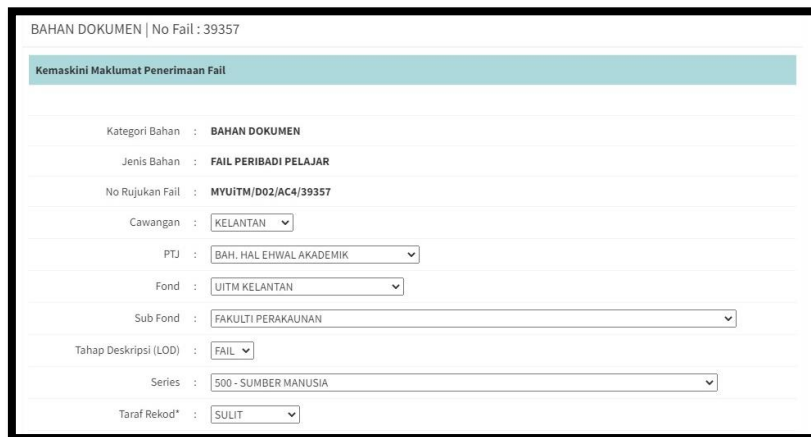 BAHAN DOKUMEN | No Fail : 39357
Kemaskini Maklumat Penerimaan Fail
Kategori Bahan : BAHAN DOKUMEN
Jenis Bahan : FAIL PERIBADI PELAJAR
No Rujukan Fail : MYUiTM/D02/AC4/39357
Cawangan : KELANTAN
PTJ : BAH. HAL EHWAL AKADEMIK
Fond : UITM KELANTAN
Sub Fond : FAKULTI PERAKAUNAN
Tahap Deskripsi (LOD) : FAIL
Series : 500 - SUMBER MANUSIA
Taraf Rekod* : SULIT